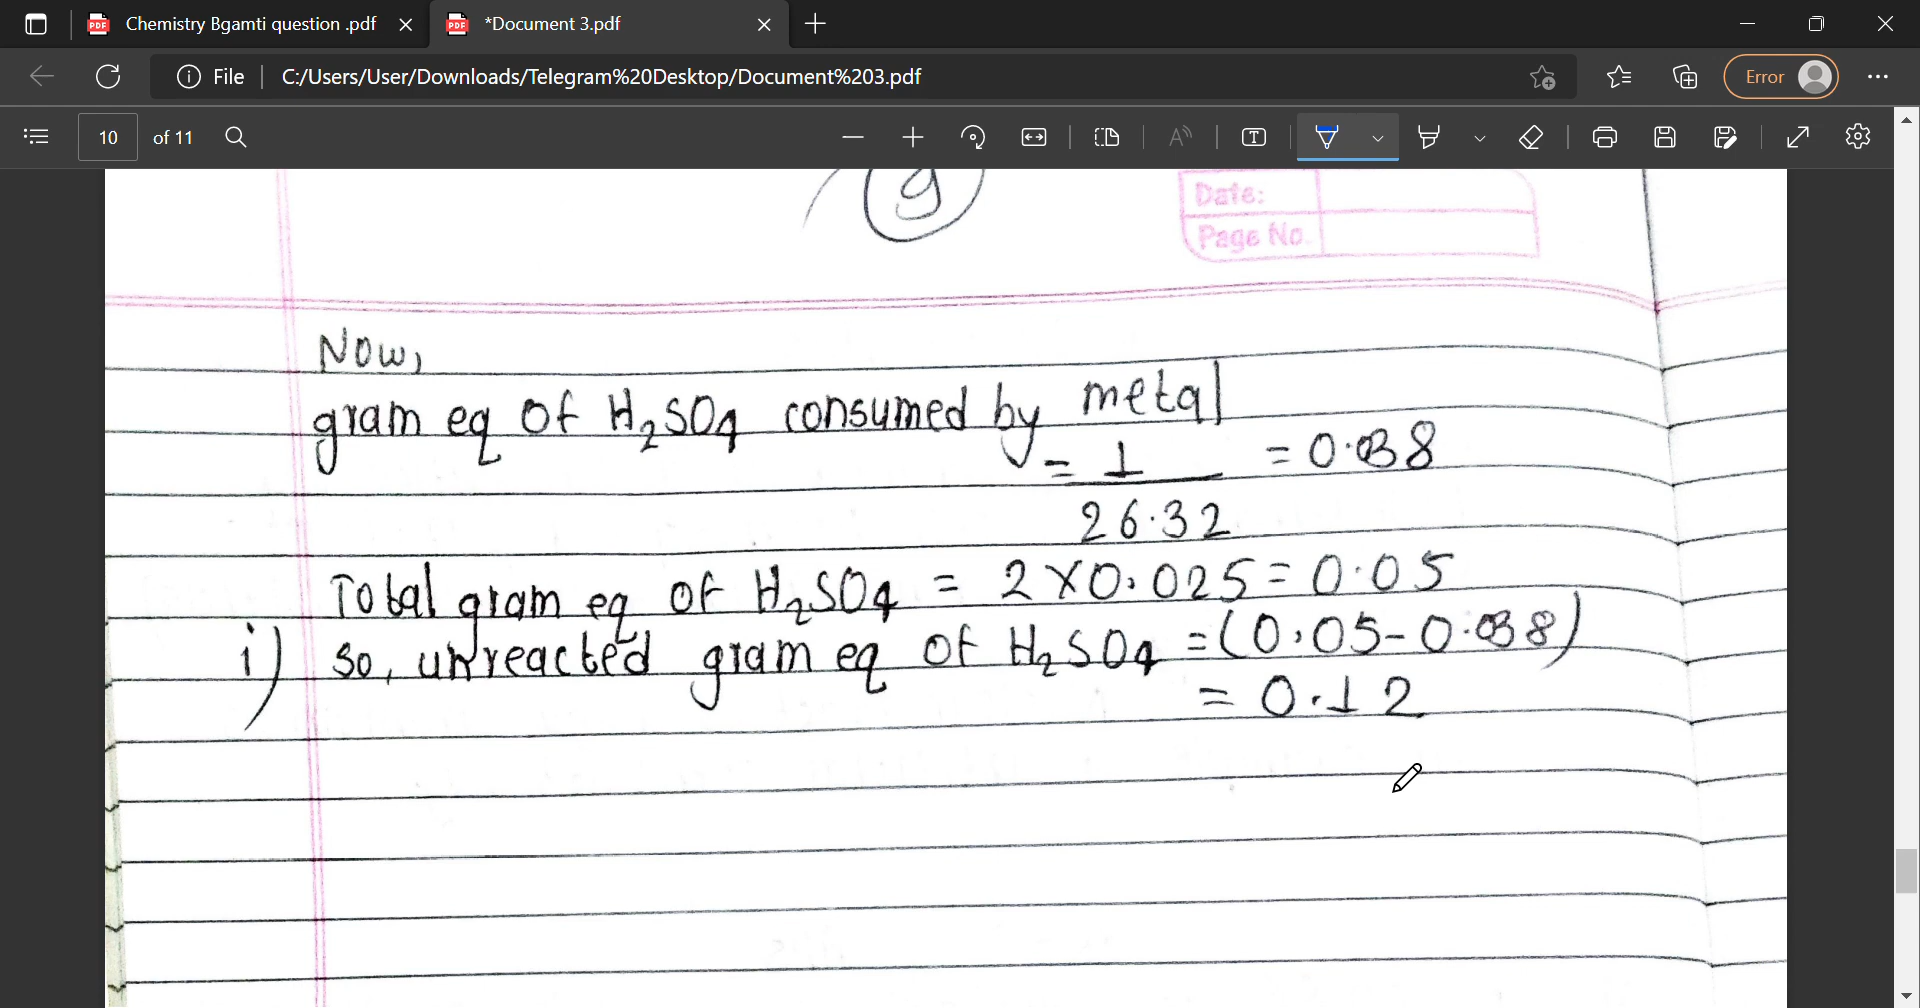 Chemistry Bgamti question .pdf
*Document 3.pdf
File
C:/Users/User/Downloads/Telegram%20Desktop/Document%203.pdf
Error
10 of 11
9
Date:
Page No.
Now,
gram eq of H₂SO₄ consumed by metal
= 1 = 0.038
26.32
Total gram eq of H₂SO₄ = 2×0.025 = 0.05
i) so, unreacted gram eq of H₂SO₄ = (0.05-0.038)
= 0.12